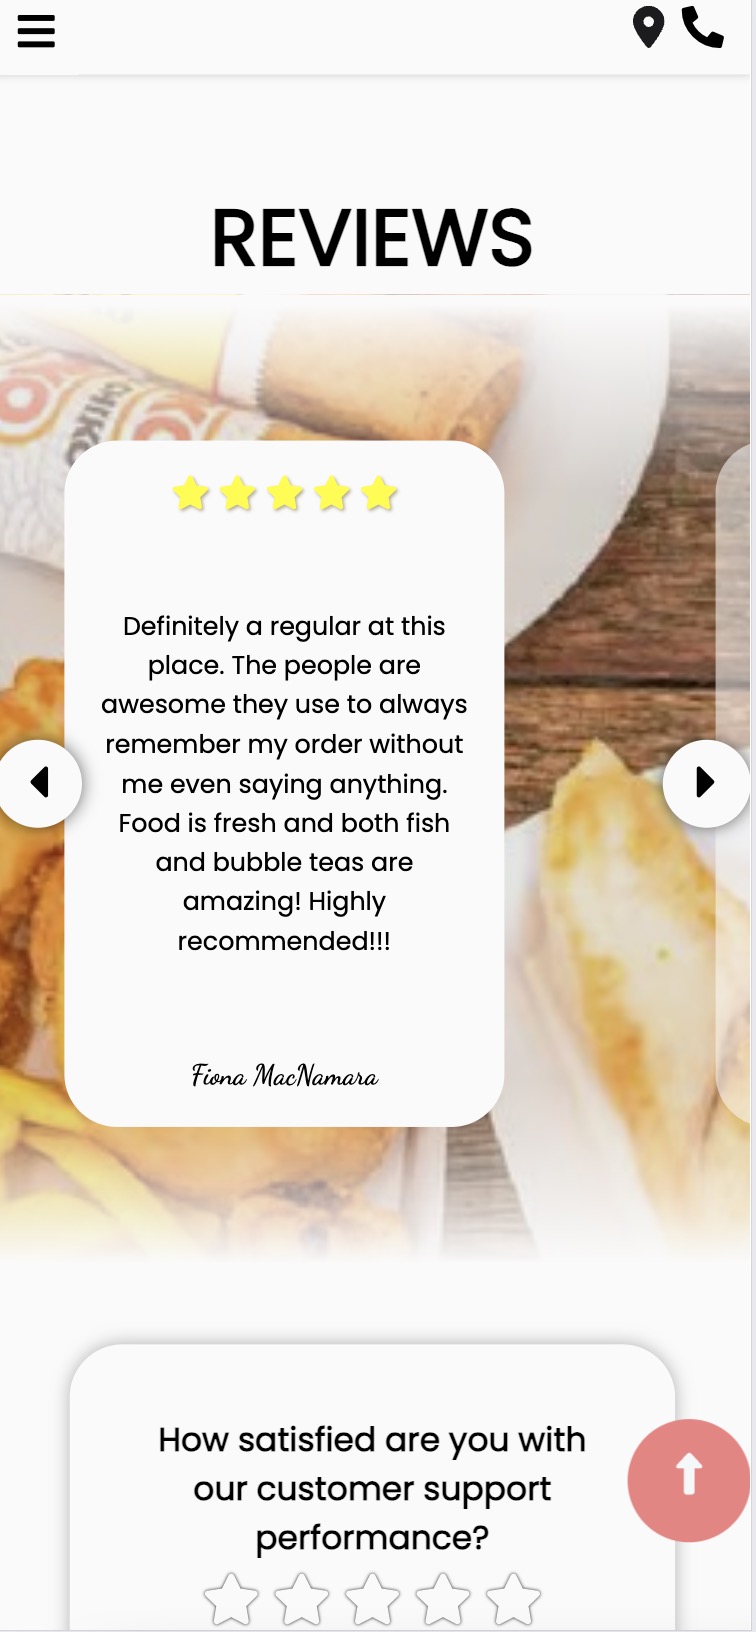 REVIEWS
CHIKO
Definitely a regular at this
place. The people are
awesome they use to always
remember my order without
me even saying anything.
Food is fresh and both fish
and bubble teas are
amazing! Highly
recommended!!!
Fiona MacNamara
How satisfied are you with
our customer support
performance?